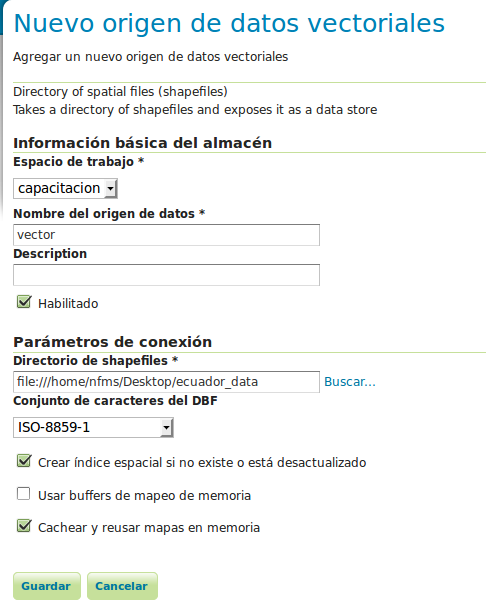 Nuevo origen de datos vectoriales
Agregar un nuevo origen de datos vectoriales
Directory of spatial files (shapefiles)
Takes a directory of shapefiles and exposes it as a data store
Información básica del almacén
Espacio de trabajo *
capacitacion
Nombre del origen de datos *
vector
Description
Habilitado
Parámetros de conexión
Directorio de shapefiles *
file:///home/nfms/Desktop/ecuador_data Buscar...
Conjunto de caracteres del DBF
ISO-8859-1
Crear índice espacial si no existe o está desactualizado
Usar buffers de mapeo de memoria
Cachear y reusar mapas en memoria
Guardar Cancelar